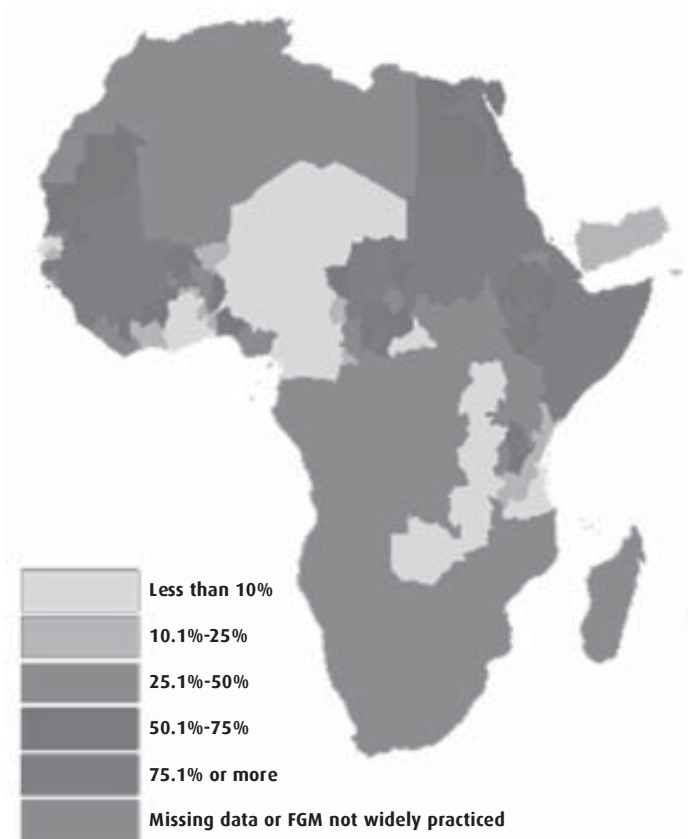 Less than 10%
10.1%-25%
25.1%-50%
50.1%-75%
75.1% or more
Missing data or FGM not widely practiced